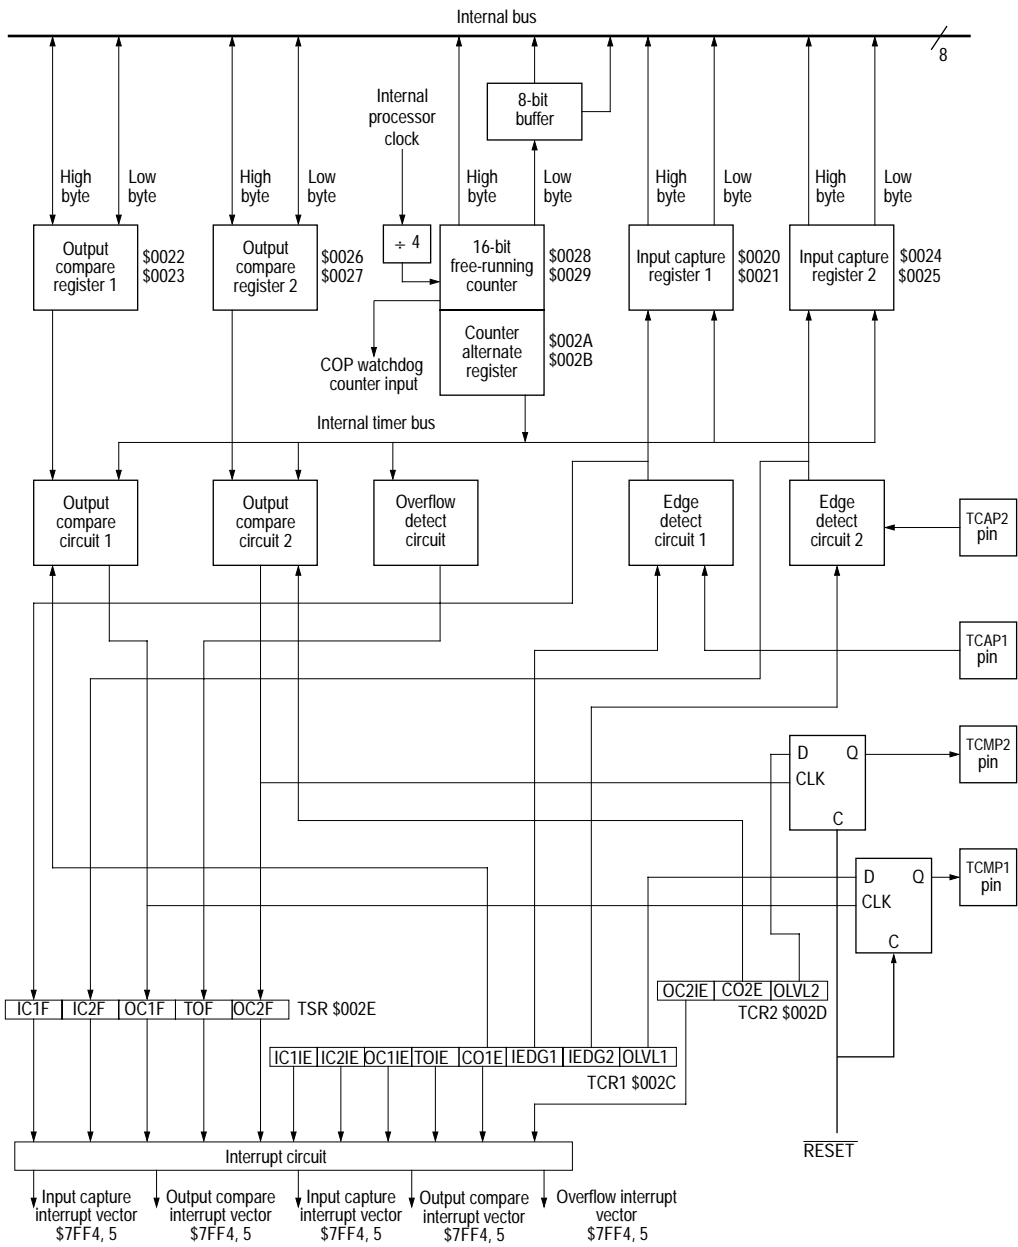 Internal bus
8
Internal
processor
clock
8-bit
buffer
High
byte
Low
byte
High
byte
Low
byte
High
byte
Low
byte
High
byte
Low
byte
High
byte
Low
byte
Output
compare
register 1
$0022
$0023
Output
compare
register 2
$0026
$0027
÷ 4
16-bit
free-running
counter
$0028
$0029
Input capture
register 1
$0020
$0021
Input capture
register 2
$0024
$0025
COP watchdog
counter input
Counter
alternate
register
$002A
$002B
Internal timer bus
Output
compare
circuit 1
Output
compare
circuit 2
Overflow
detect
circuit
Edge
detect
circuit 1
Edge
detect
circuit 2
TCAP2
pin
TCAP1
pin
D Q
CLK
C
TCMP2
pin
D Q
CLK
C
TCMP1
pin
OC2IE CO2E OLVL2
TCR2 $002D
IC1F IC2F OC1F TOF OC2F TSR $002E
IC1IE IC2IE OC1IE TOIE CO1E IEDG1 IEDG2 OLVL1
TCR1 $002C
RESET
Interrupt circuit
Input capture
interrupt vector
$7FF4, 5
Output compare
interrupt vector
$7FF4, 5
Input capture
interrupt vector
$7FF4, 5
Output compare
interrupt vector
$7FF4, 5
Overflow interrupt
vector
$7FF4, 5